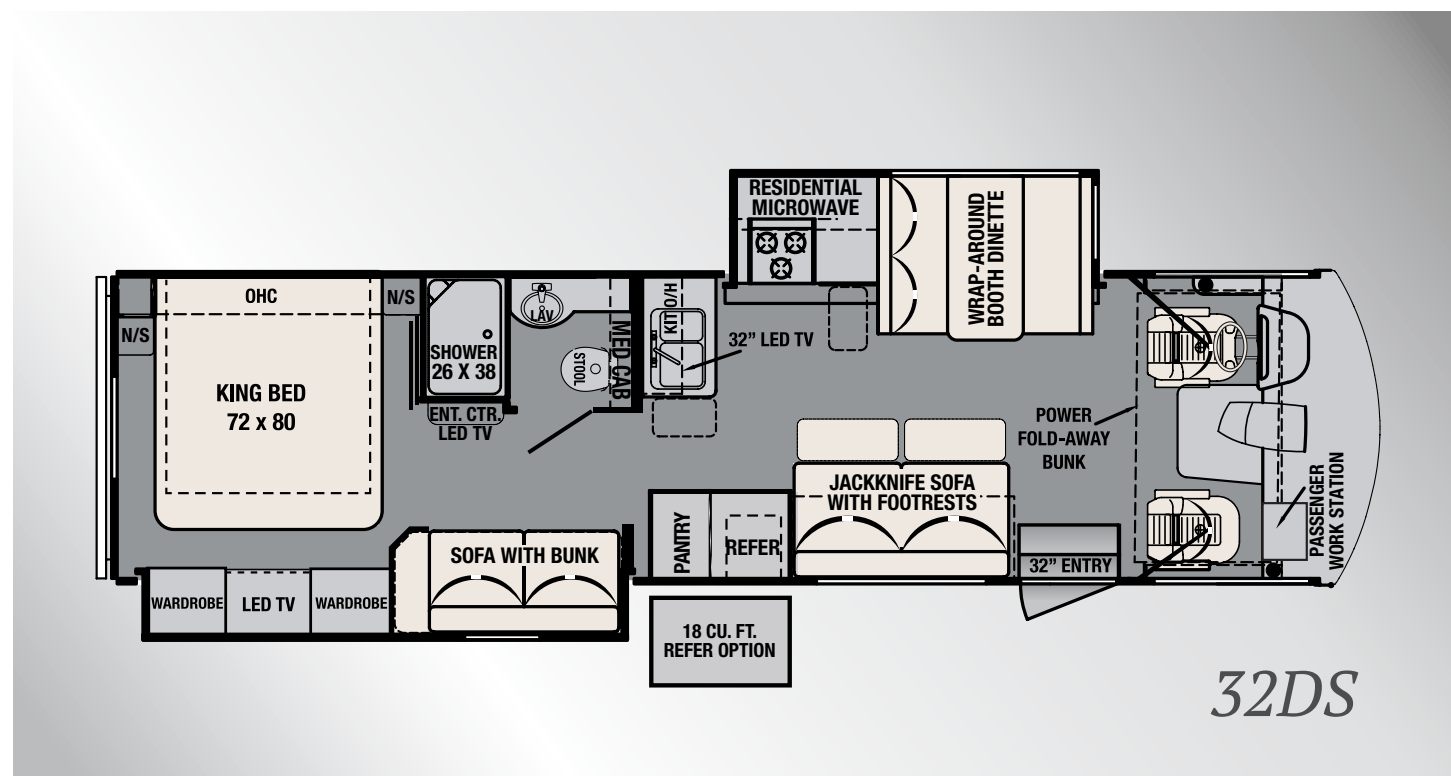 RESIDENTIAL
MICROWAVE
WRAP-AROUND
BOOTH DINETTE
OHC
N/S
N/S
KING BED
72 x 80
SHOWER
26 X 38
ENT. CTR.
LED TV
LAV
STOOL
MED CAB
KIT O/H
32” LED TV
POWER
FOLD-AWAY
BUNK
JACKKNIFE SOFA
WITH FOOTRESTS
PASSENGER
WORK STATION
PANTRY
REFER
32” ENTRY
SOFA WITH BUNK
WARDROBE
LED TV
WARDROBE
18 CU. FT.
REFER OPTION
32DS